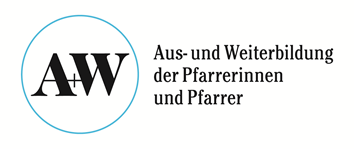 A+W
Aus- und Weiterbildung
der Pfarrerinnen
und Pfarrer